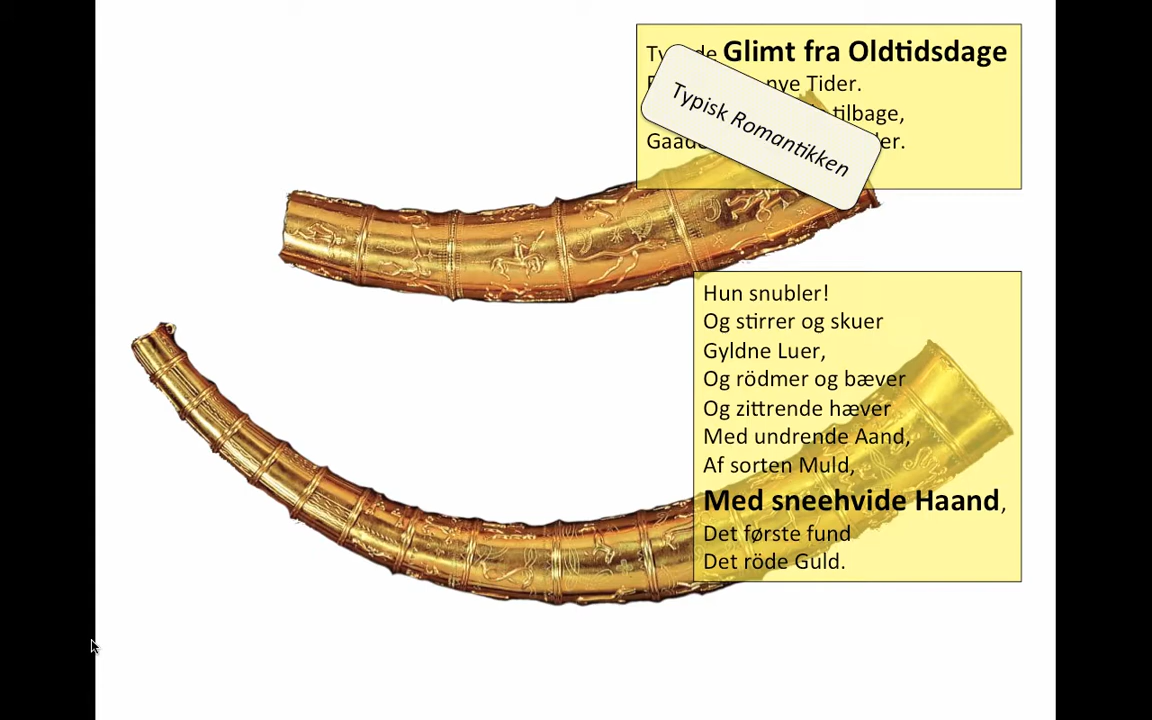 Glimt fra Oldtidsdage
nye Tider.
tilbage,
Typisk Romantikken
Hun snubler!
Og stirrer og skuer
Gyldne Luer,
Og rödmer og bæver
Og zittrende hæver
Med undrende Aand,
Af sorten Muld,
Med sneehvide Haand,
Det første fund
Det röde Guld.